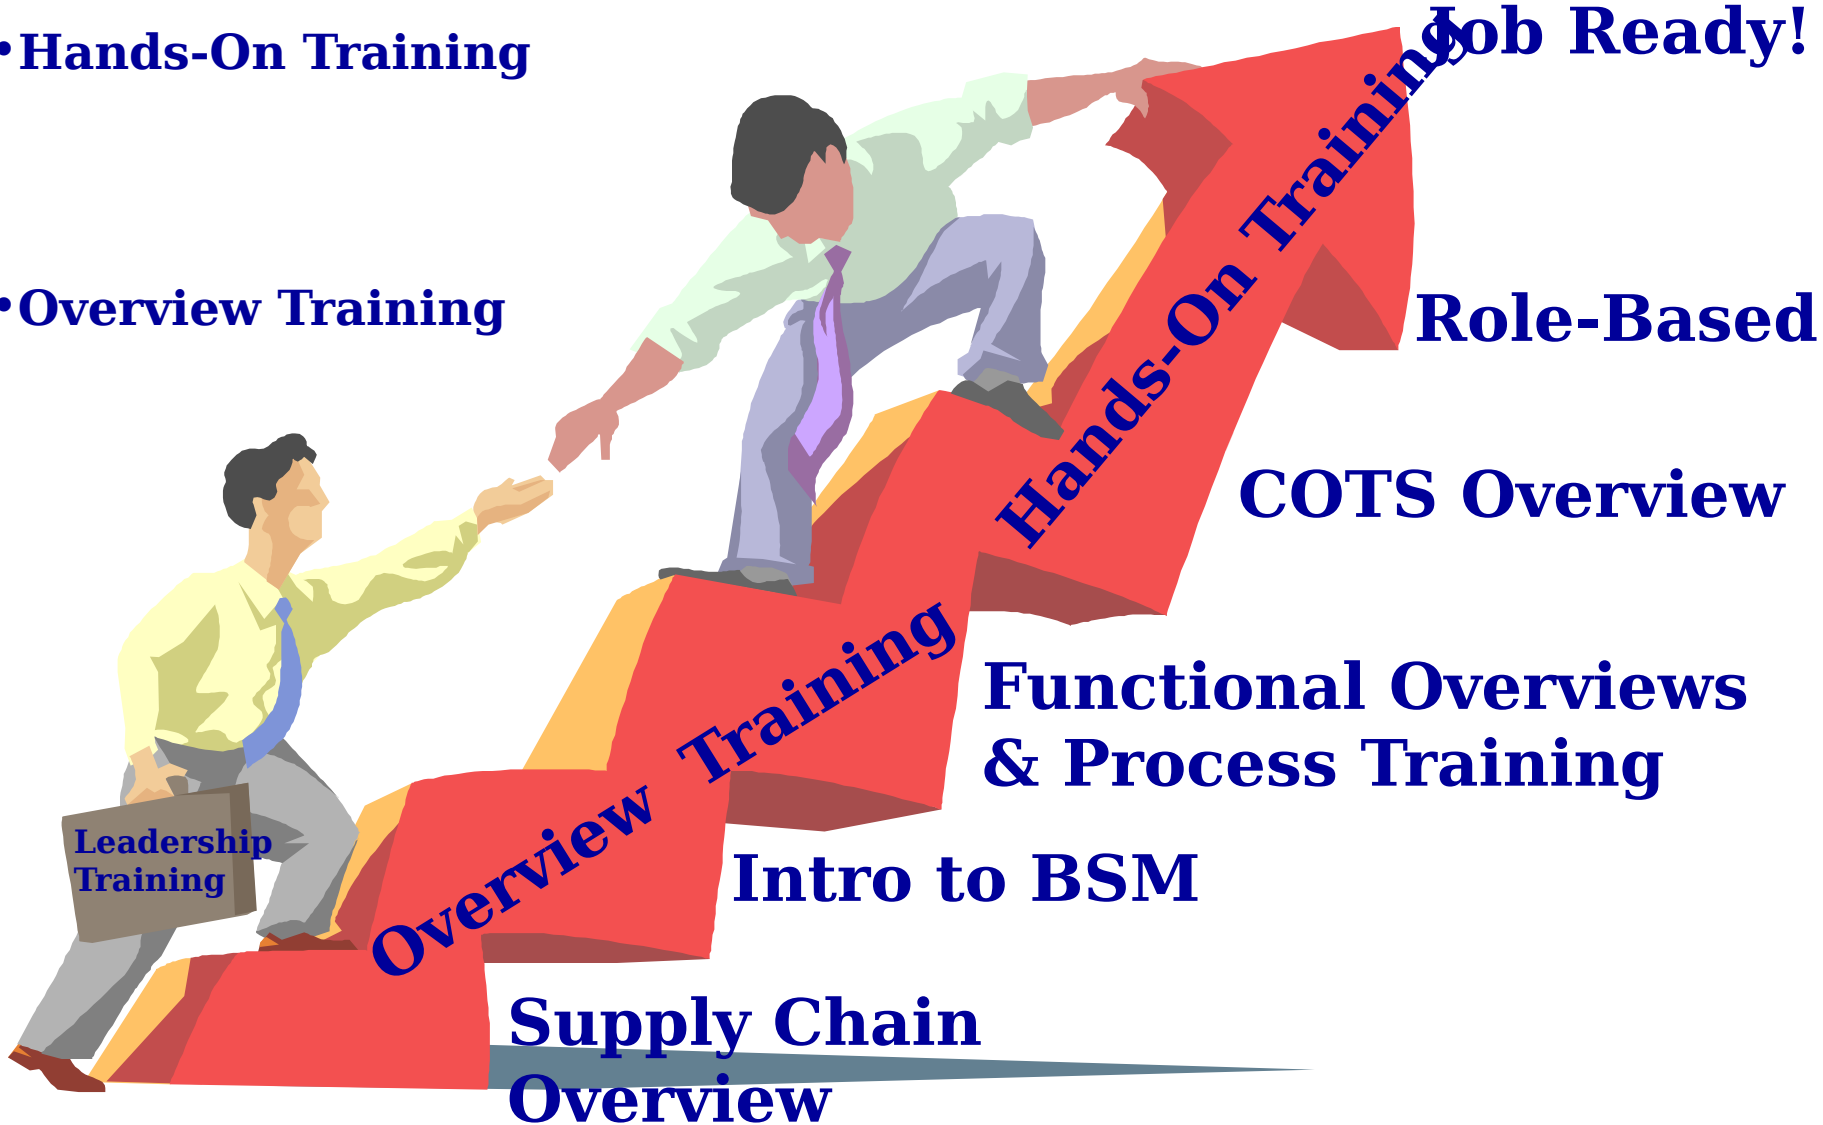 •Hands-On Training
Job Ready!
•Overview Training
Role-Based
Hands-On Training
COTS Overview
Functional Overviews
& Process Training
Overview Training
Leadership
Training
Intro to BSM
Supply Chain
Overview